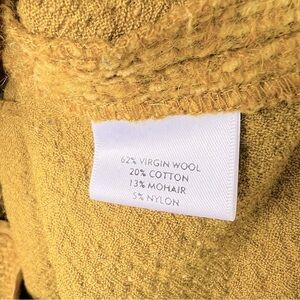 62% VIRGIN WOOL
20% COTTON
13% MOHAIR
5% NYLON